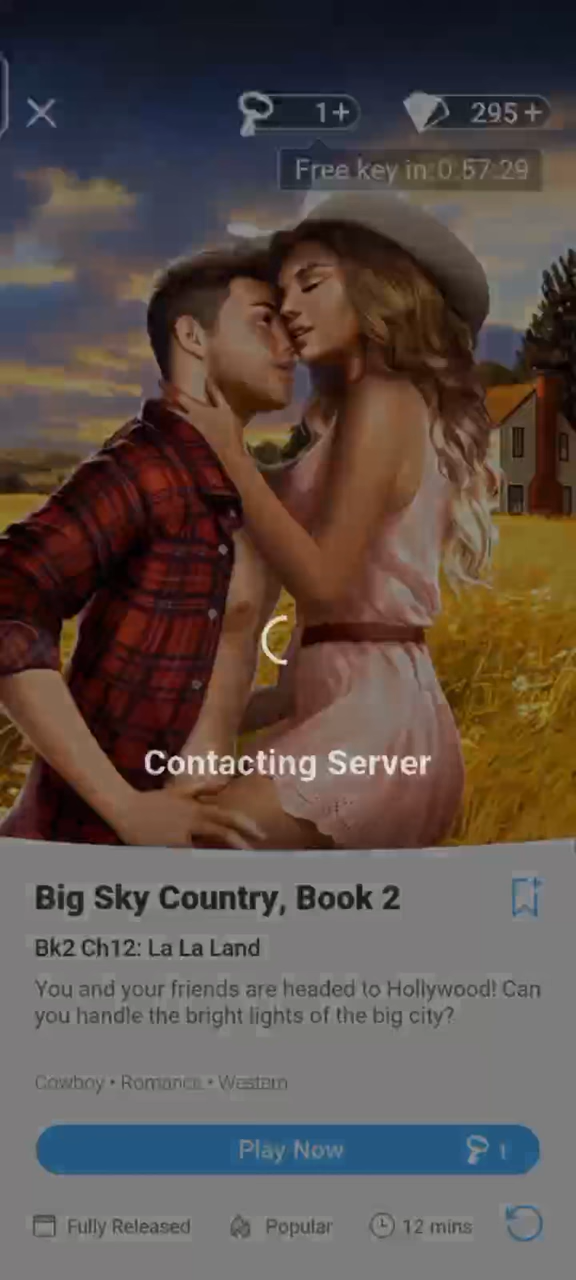 1+
295+
Free key in:0:57:29
Contacting Server
Big Sky Country, Book 2
Bk2 Ch12: La La Land
You and your friends are headed to Hollywood! Can
you handle the bright lights of the big city?
Cowboy • Romance • Western
Play Now 1
Fully Released Popular 12 mins